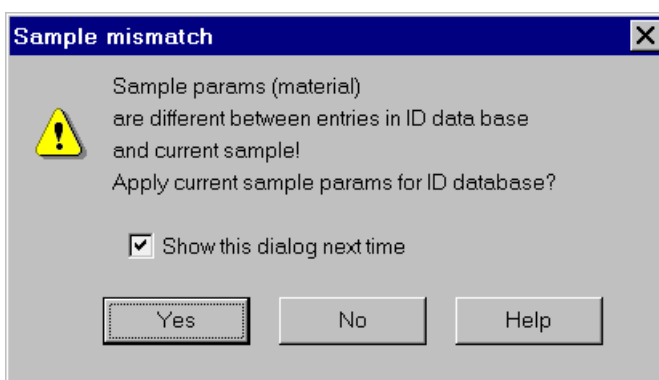 Sample mismatch
Sample params (material)
are different between entries in ID data base
and current sample!
Apply current sample params for ID database?
Show this dialog next time
Yes No Help